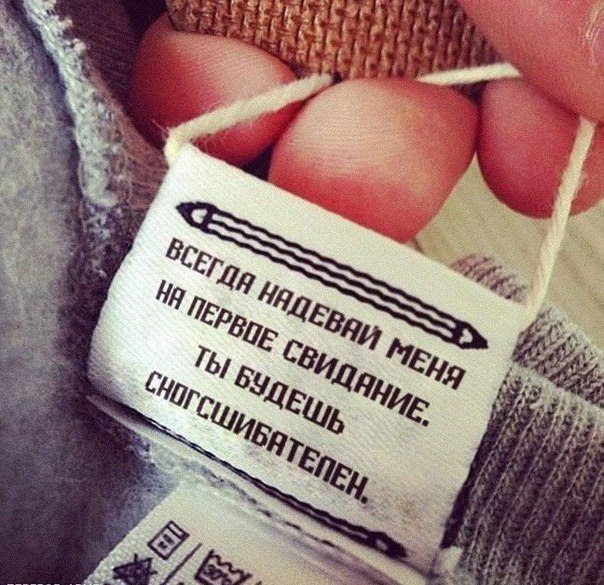 ВСЕГДА НАДЕВАЙ МЕНЯ
НА ПЕРВОЕ СВИДАНИЕ.
ТЫ БУДЕШЬ
СНОГСШИБАТЕЛЕН.